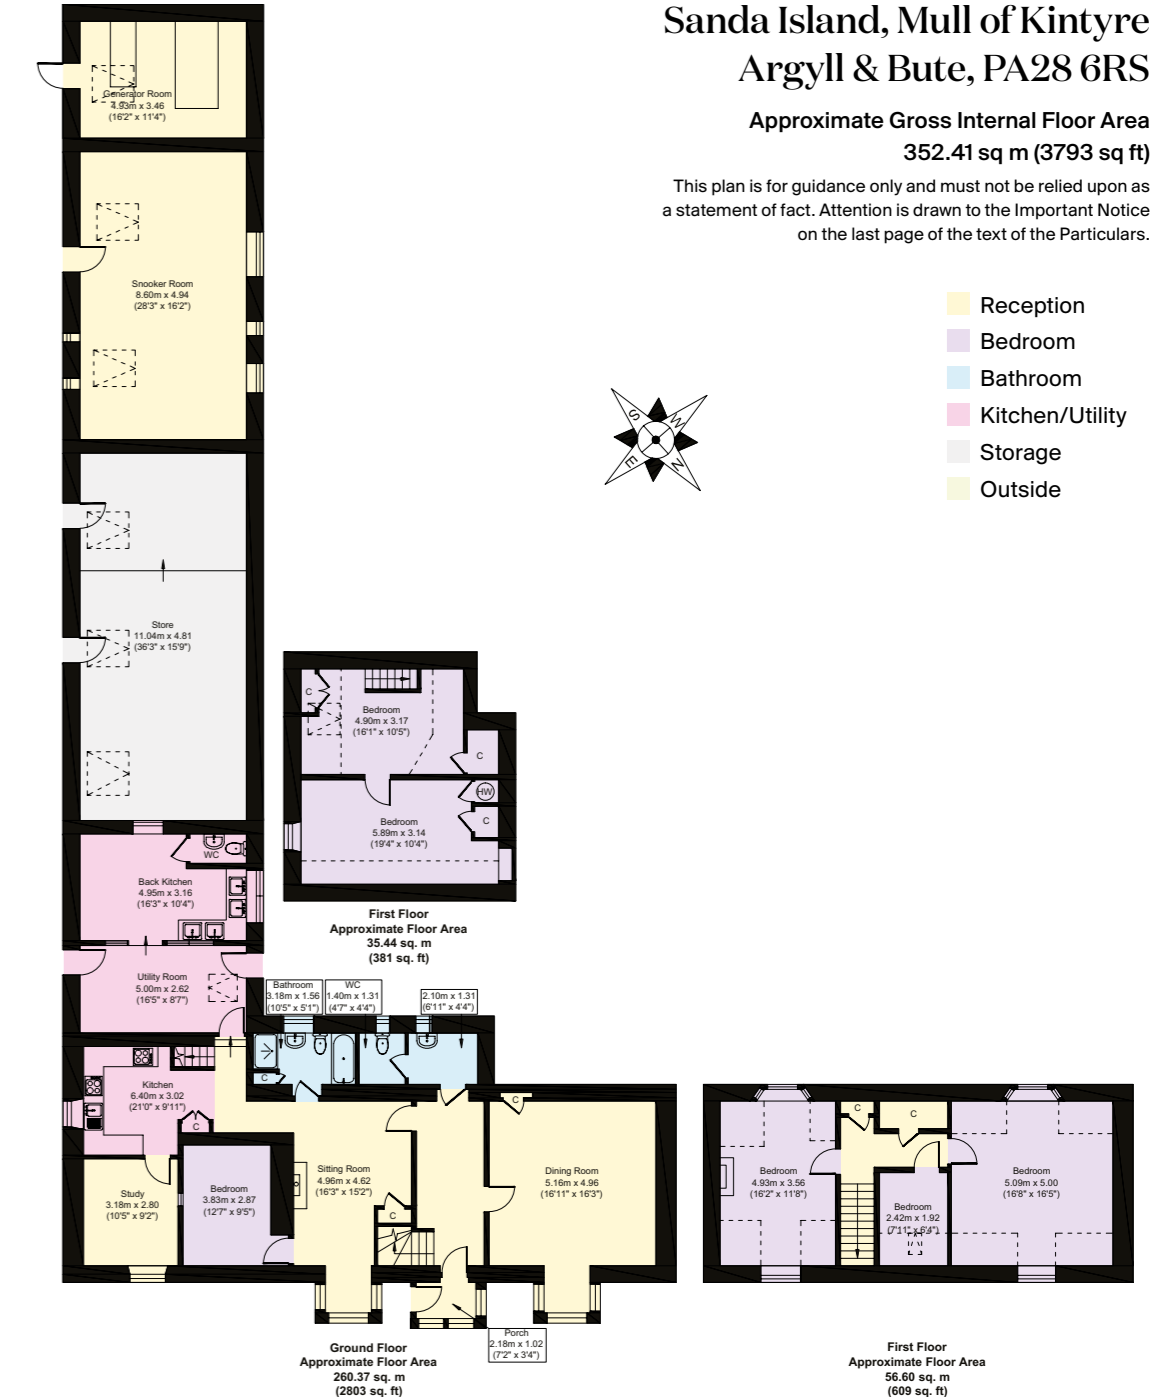 Sanda Island, Mull of Kintyre
Argyll & Bute, PA28 6RS
Approximate Gross Internal Floor Area
352.41 sq m (3793 sq ft)
This plan is for guidance only and must not be relied upon as
a statement of fact. Attention is drawn to the Important Notice
on the last page of the text of the Particulars.
Reception
Bedroom
Bathroom
Kitchen/Utility
Storage
Outside
S
W
E
N
Generator Room
4.93m x 3.46
(16'2" x 11'4")
Snooker Room
8.60m x 4.94
(28'3" x 16'2")
Store
11.04m x 4.81
(36'3" x 15'9")
WC
Back Kitchen
4.95m x 3.16
(16'3" x 10'4")
Utility Room
5.00m x 2.62
(16'5" x 8'7")
C
Bedroom
4.90m x 3.17
(16'1" x 10'5")
C
HW
C
Bedroom
5.89m x 3.14
(19'4" x 10'4")
First Floor
Approximate Floor Area
35.44 sq. m
(381 sq. ft)
Bathroom
3.18m x 1.56
(10'5" x 5'1")
WC
1.40m x 1.31
(4'7" x 4'4")
2.10m x 1.31
(6'11" x 4'4")
C
Kitchen
6.40m x 3.02
(21'0" x 9'11")
C
C
Study
3.18m x 2.80
(10'5" x 9'2")
Bedroom
3.83m x 2.87
(12'7" x 9'5")
Sitting Room
4.96m x 4.62
(16'3" x 15'2")
C
Dining Room
5.16m x 4.96
(16'11" x 16'3")
Porch
2.18m x 1.02
(7'2" x 3'4")
Ground Floor
Approximate Floor Area
260.37 sq. m
(2803 sq. ft)
C
C
Bedroom
4.93m x 3.56
(16'2" x 11'8")
Bedroom
2.42m x 1.92
(7'11" x 6'4")
Bedroom
5.09m x 5.00
(16'8" x 16'5")
First Floor
Approximate Floor Area
56.60 sq. m
(609 sq. ft)